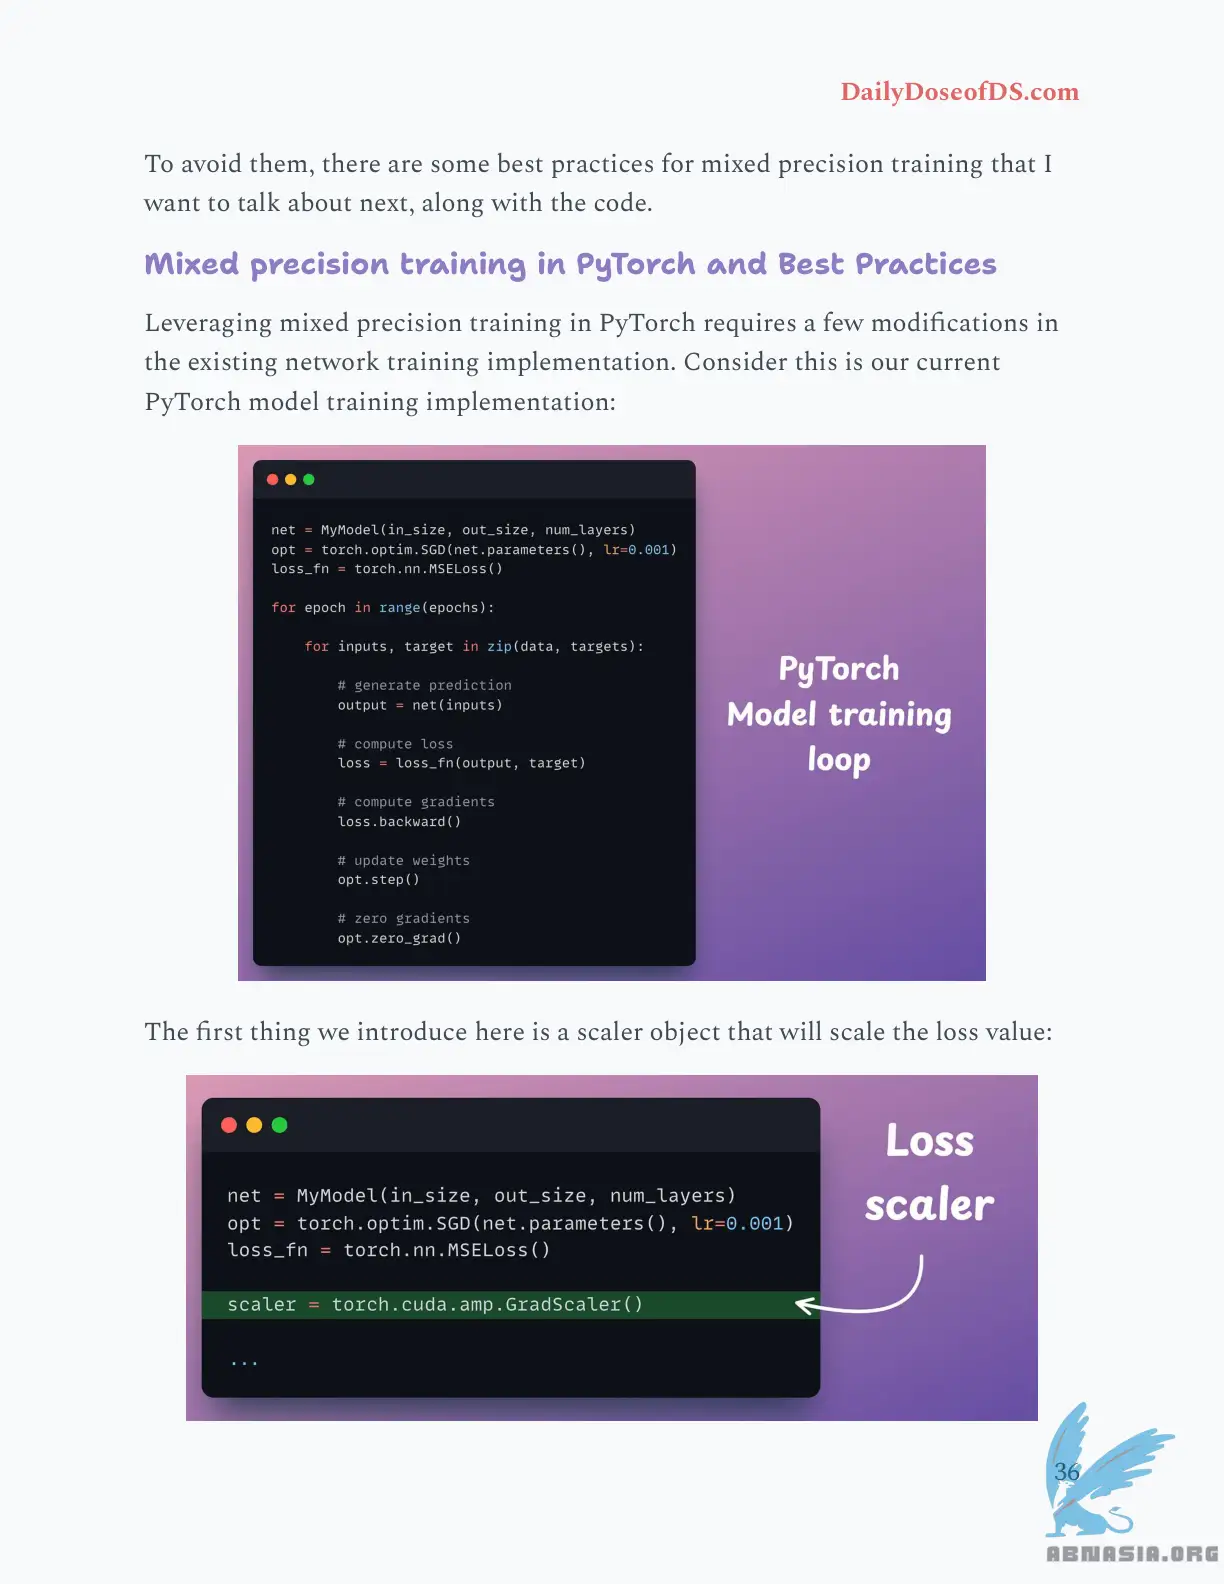 DailyDoseofDS.com
To avoid them, there are some best practices for mixed precision training that I
want to talk about next, along with the code.
Mixed precision training in PyTorch and Best Practices
Leveraging mixed precision training in PyTorch requires a few modifications in
the existing network training implementation. Consider this is our current
PyTorch model training implementation:
net = MyModel(in_size, out_size, num_layers)
opt = torch.optim.SGD(net.parameters(), lr=0.001)
loss_fn = torch.nn.MSELoss()
for epoch in range(epochs):
for inputs, target in zip(data, targets):
# generate prediction
output = net(inputs)
# compute loss
loss = loss_fn(output, target)
# compute gradients
loss.backward()
# update weights
opt.step()
# zero gradients
opt.zero_grad()
PyTorch
Model training
loop
The first thing we introduce here is a scaler object that will scale the loss value:
net = MyModel(in_size, out_size, num_layers)
opt = torch.optim.SGD(net.parameters(), lr=0.001)
loss_fn = torch.nn.MSELoss()
scaler = torch.cuda.amp.GradScaler()
...
Loss
scaler
36
ABNASIA.ORG